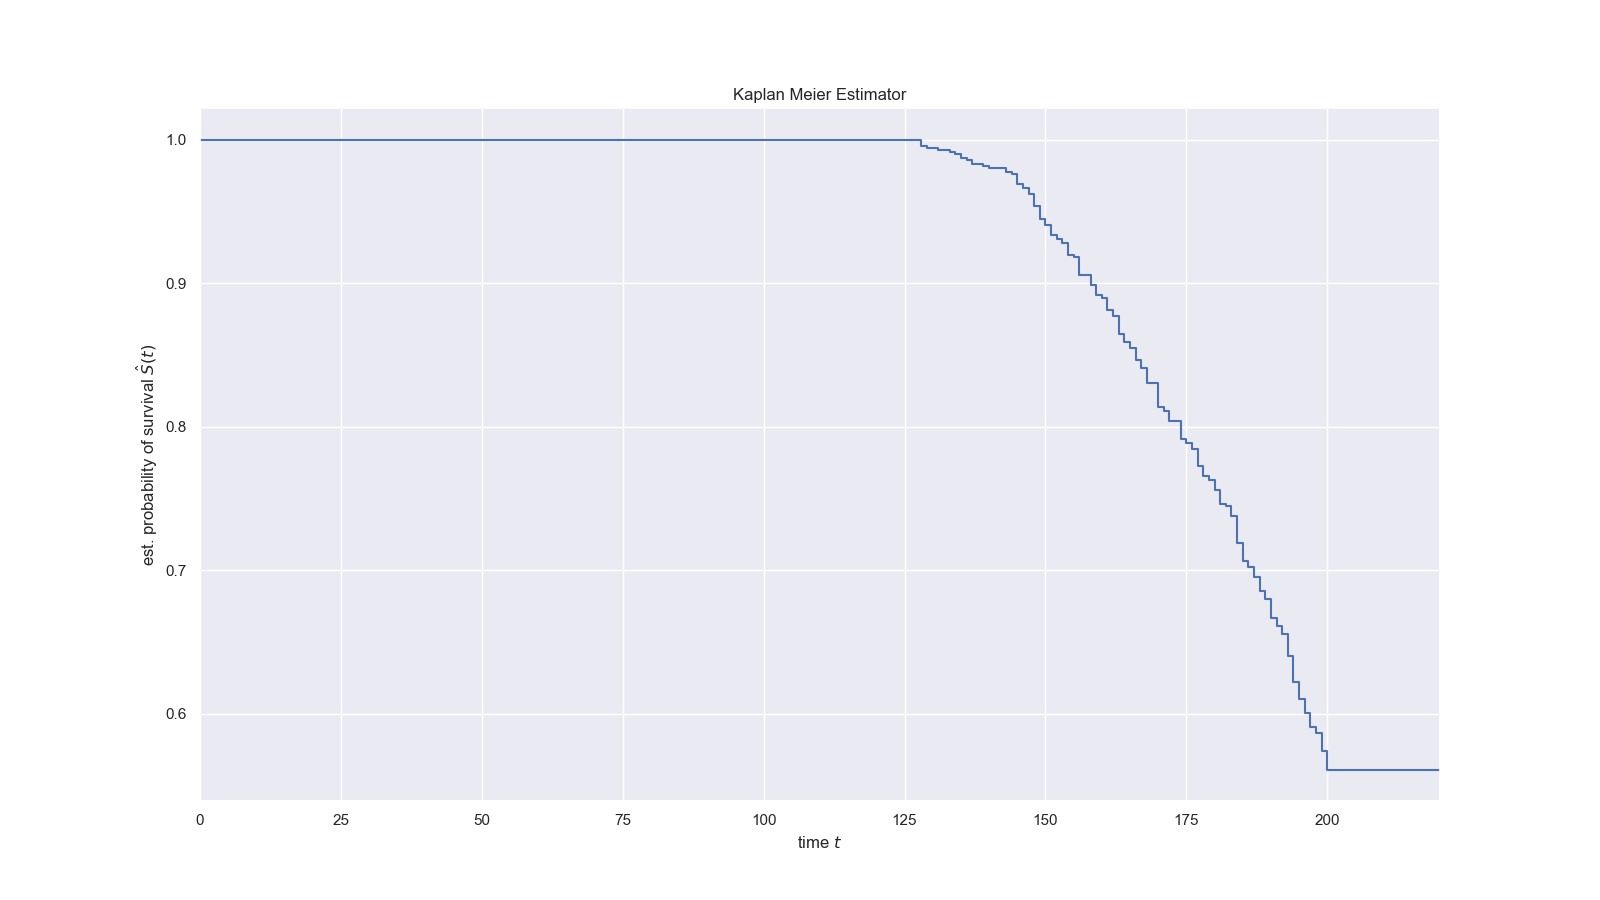 Kaplan Meier Estimator
1.0
0.9
0.8
0.7
0.6
est. probability of survival Ŝ(t)
0 25 50 75 100 125 150 175 200
time t